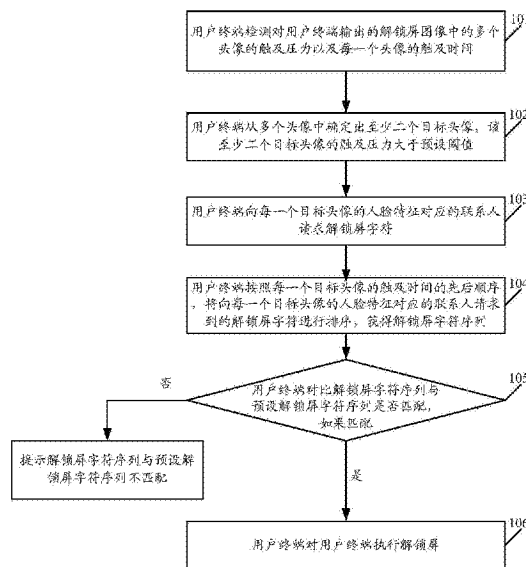 101
用户终端检测对用户终端输出的解锁屏图像中的多个
头像的触及压力以及每一个头像的触及时间
102
用户终端从多个头像中确定出至少二个目标头像，该
至少二个目标头像的触及压力大于预设阈值
103
用户终端向每一个目标头像的人脸特征对应的联系人
请求解锁屏字符
104
用户终端按照每一个目标头像的触及时间的先后顺序
，将向每一个目标头像的人脸特征对应的联系人请求
到的解锁屏字符进行排序，获得解锁屏字符序列
105
用户终端对比解锁屏字符序列与
预设解锁屏字符序列是否匹配，
如果匹配
否
提示解锁屏字符序列与预设解
锁屏字符序列不匹配
是
106
用户终端对用户终端执行解锁屏